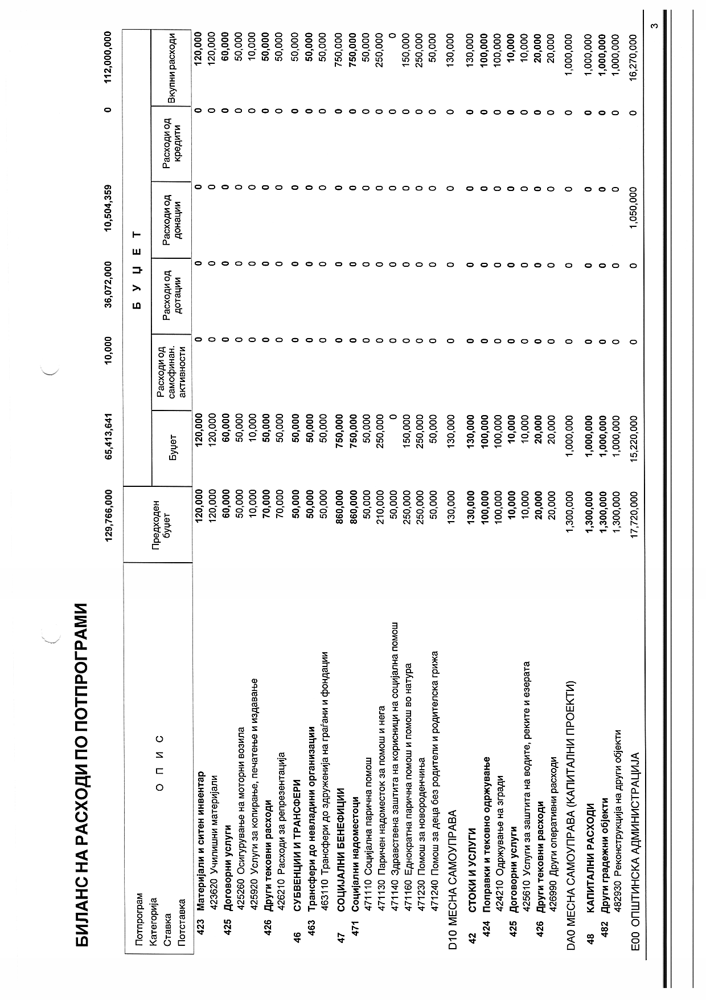 БИЛАНС НА РАСХОДИ ПО ПОТПРОГРАМИ
129,766,000 65,413,641 10,000 36,072,000 10,504,359 0 112,000,000
Потпрограм
Категорија
Ставка
Потставка
О П И С
Предходен
буџет
Б У Џ Е Т
Буџет
Расходи од
самофинан.
активности
Расходи од
дотации
Расходи од
донации
Расходи од
кредити
Вкупни расходи
423 Материјали и ситен инвентар 120,000 120,000 0 0 0 0 120,000
423620 Училишни материјали 120,000 120,000 0 0 0 0 120,000
425 Договорни услуги 60,000 60,000 0 0 0 0 60,000
425260 Осигурување на моторни возила 50,000 50,000 0 0 0 0 50,000
425920 Услуги за копирање, печатење и издавање 10,000 10,000 0 0 0 0 10,000
426 Други тековни расходи 70,000 50,000 0 0 0 0 50,000
426210 Расходи за репрезентација 70,000 50,000 0 0 0 0 50,000
46 СУБВЕНЦИИ И ТРАНСФЕРИ 50,000 50,000 0 0 0 0 50,000
463 Трансфери до невладини организации 50,000 50,000 0 0 0 0 50,000
463110 Трансфери до здруженија на граѓани и фондации 50,000 50,000 0 0 0 0 50,000
47 СОЦИЈАЛНИ БЕНЕФИЦИИ 860,000 750,000 0 0 0 0 750,000
471 Социјални надоместоци 860,000 750,000 0 0 0 0 750,000
471110 Социјална парична помош 50,000 50,000 0 0 0 0 50,000
471130 Паричен надоместок за помош и нега 210,000 250,000 0 0 0 0 250,000
471140 Здравствена заштита на корисници на социјална помош 50,000 0 0 0 0 0 0
471160 Еднократна парична помош и помош во натура 250,000 150,000 0 0 0 0 150,000
471230 Помош за новороденчиња 250,000 250,000 0 0 0 0 250,000
471240 Помош за деца без родители и родителска грижа 50,000 50,000 0 0 0 0 50,000
D10 МЕСНА САМОУПРАВА 130,000 130,000 0 0 0 0 130,000
42 СТОКИ И УСЛУГИ 130,000 130,000 0 0 0 0 130,000
424 Поправки и тековно одржување 100,000 100,000 0 0 0 0 100,000
424210 Одржување на згради 100,000 100,000 0 0 0 0 100,000
425 Договорни услуги 10,000 10,000 0 0 0 0 10,000
425610 Услуги за заштита на водите, реките и езерата 10,000 10,000 0 0 0 0 10,000
426 Други тековни расходи 20,000 20,000 0 0 0 0 20,000
426990 Други оперативни расходи 20,000 20,000 0 0 0 0 20,000
DA0 МЕСНА САМОУПРАВА (КАПИТАЛНИ ПРОЕКТИ) 1,300,000 1,000,000 0 0 0 0 1,000,000
48 КАПИТАЛНИ РАСХОДИ 1,300,000 1,000,000 0 0 0 0 1,000,000
482 Други градежни објекти 1,300,000 1,000,000 0 0 0 0 1,000,000
482930 Реконструкција на други објекти 1,300,000 1,000,000 0 0 0 0 1,000,000
E00 ОПШТИНСКА АДМИНИСТРАЦИЈА 17,720,000 15,220,000 0 0 1,050,000 0 16,270,000
3